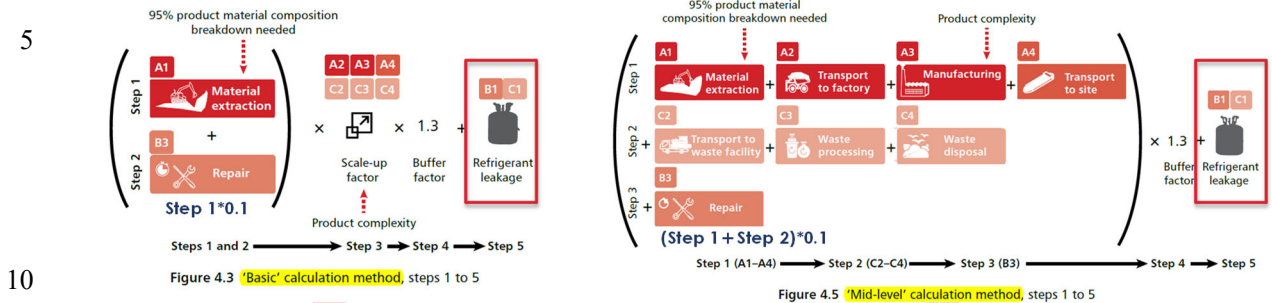 5
95% product material composition
breakdown needed
A1
A2 A3 A4
C2 C3 C4
B1 C1
Step 1
Material
extraction
+
×
×
1.3
+
Step 2
B3
Repair
Scale-up
factor
Buffer
factor
Refrigerant
leakage
Step 1*0.1
Product complexity
Steps 1 and 2
Step 3
Step 4
Step 5
10
Figure 4.3 'Basic' calculation method, steps 1 to 5
95% product material
composition breakdown needed
Product complexity
A1
A2
A3
A4
Step 1
Material
extraction
+
Transport
to factory
+
Manufacturing
+
Transport
to site
B1 C1
C2
C3
C4
Step 2
+
Transport to
waste facility
+
Waste
processing
+
Waste
disposal
× 1.3 +
Buffer
factor
Refrigerant
leakage
B3
Step 3
+
Repair
(Step 1+Step 2)*0.1
Step 1 (A1–A4)
Step 2 (C2–C4)
Step 3 (B3)
Step 4
Step 5
Figure 4.5 'Mid-level' calculation method, steps 1 to 5